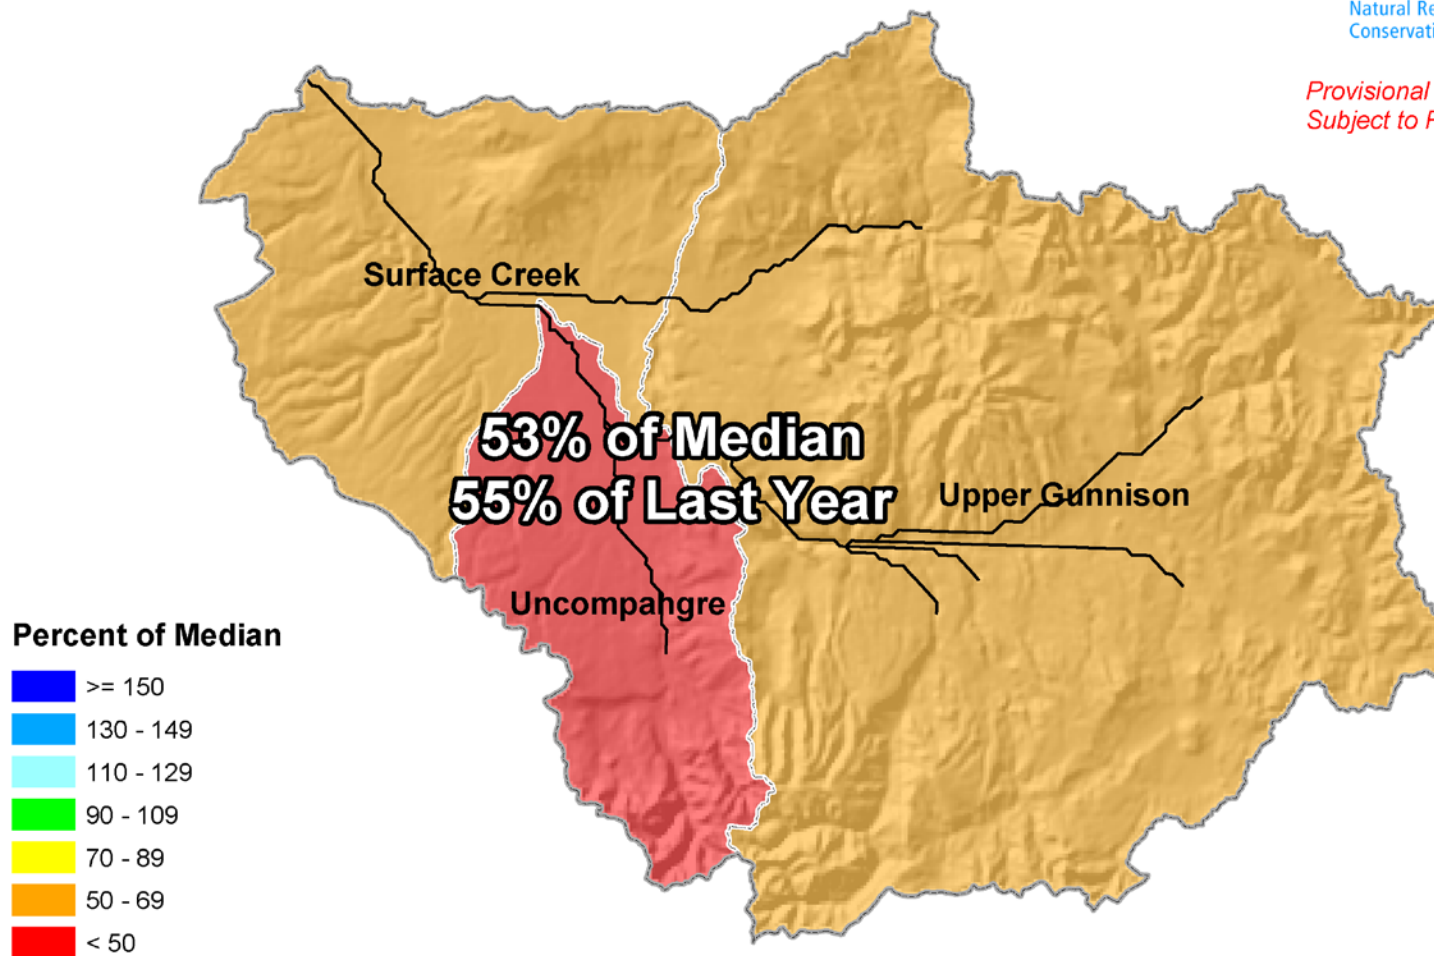 Natural
Conservati
Provisional
Subject to
Surface Creek
53% of Median
55% of Last Year
Upper Gunnison
Uncompahgre
Percent of Median
>= 150
130 - 149
110 - 129
90 - 109
70 - 89
50 - 69
< 50